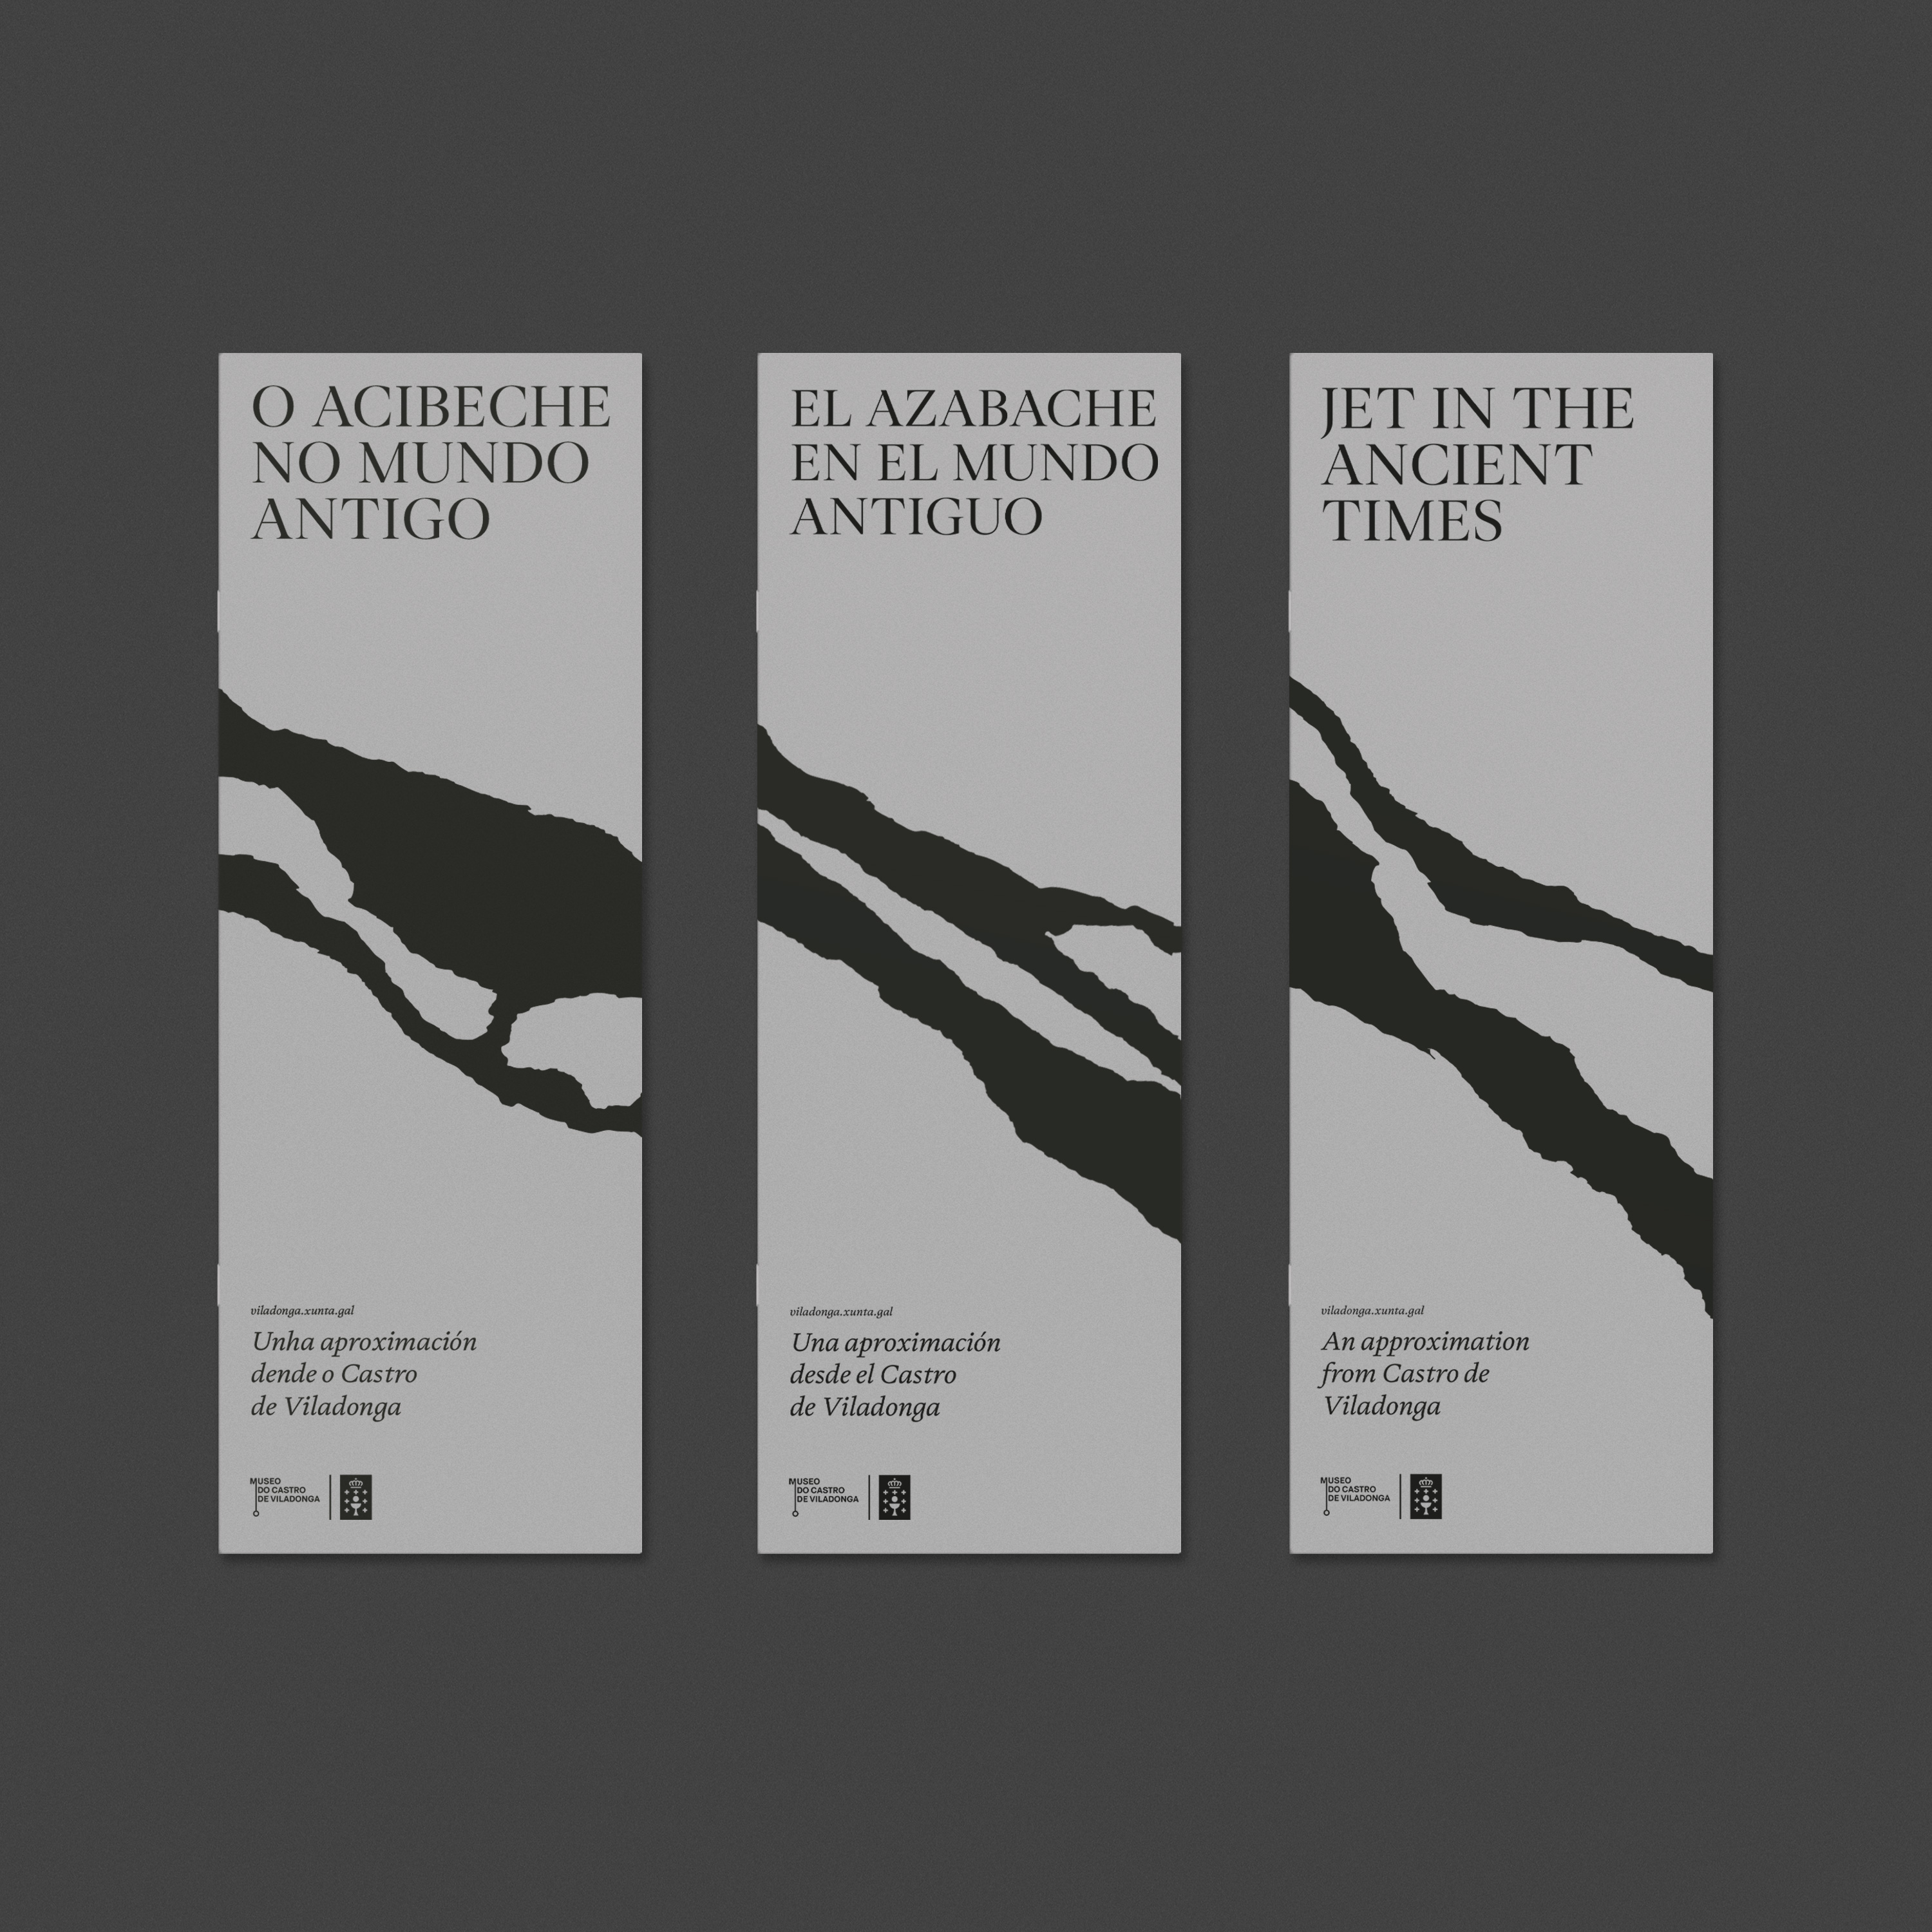 O ACIBECHE
NO MUNDO
ANTIGO
viladonga.xunta.gal
Unha aproximación
dende o Castro
de Viladonga
MUSEO
DO CASTRO
DE VILADONGA
EL AZABACHE
EN EL MUNDO
ANTIGUO
viladonga.xunta.gal
Una aproximación
desde el Castro
de Viladonga
MUSEO
DO CASTRO
DE VILADONGA
JET IN THE
ANCIENT
TIMES
viladonga.xunta.gal
An approximation
from Castro de
Viladonga
MUSEO
DO CASTRO
DE VILADONGA